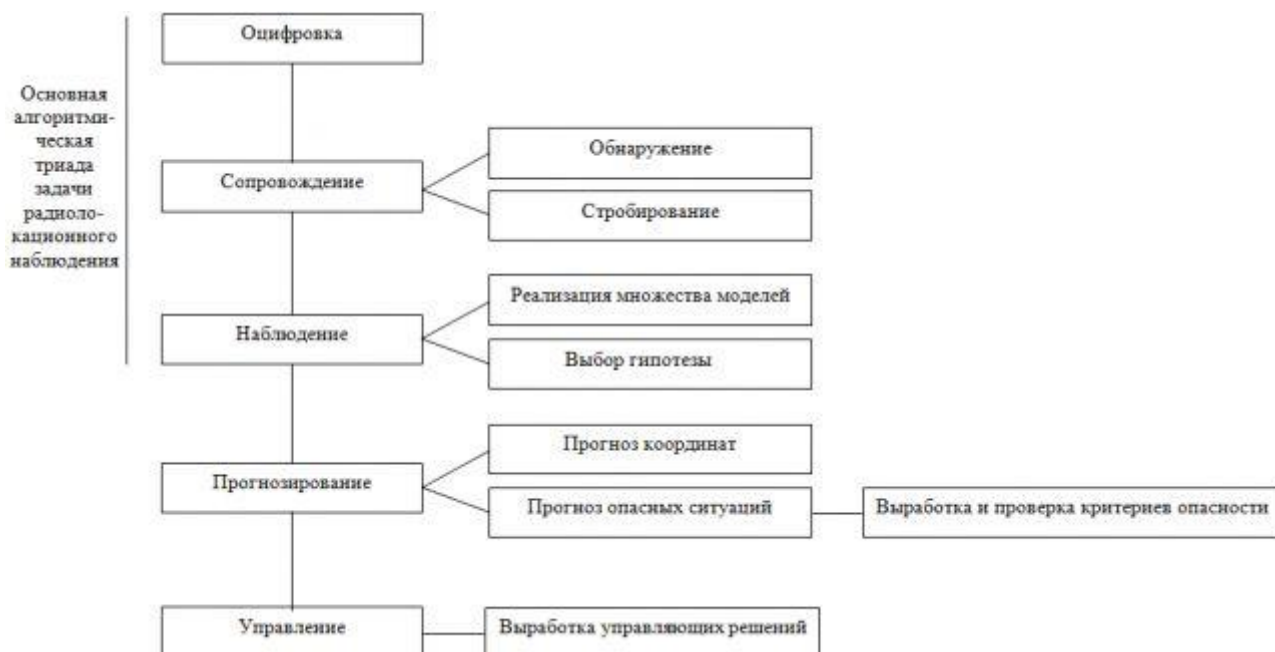 Оцифровка
Основная
алгоритми-
ческая
триада
задачи
радиоло-
кационного
наблюдения
Сопровождение
Обнаружение
Стробирование
Наблюдение
Реализация множества моделей
Выбор гипотезы
Прогнозирование
Прогноз координат
Прогноз опасных ситуаций
Выработка и проверка критериев опасности
Управление
Выработка управляющих решений